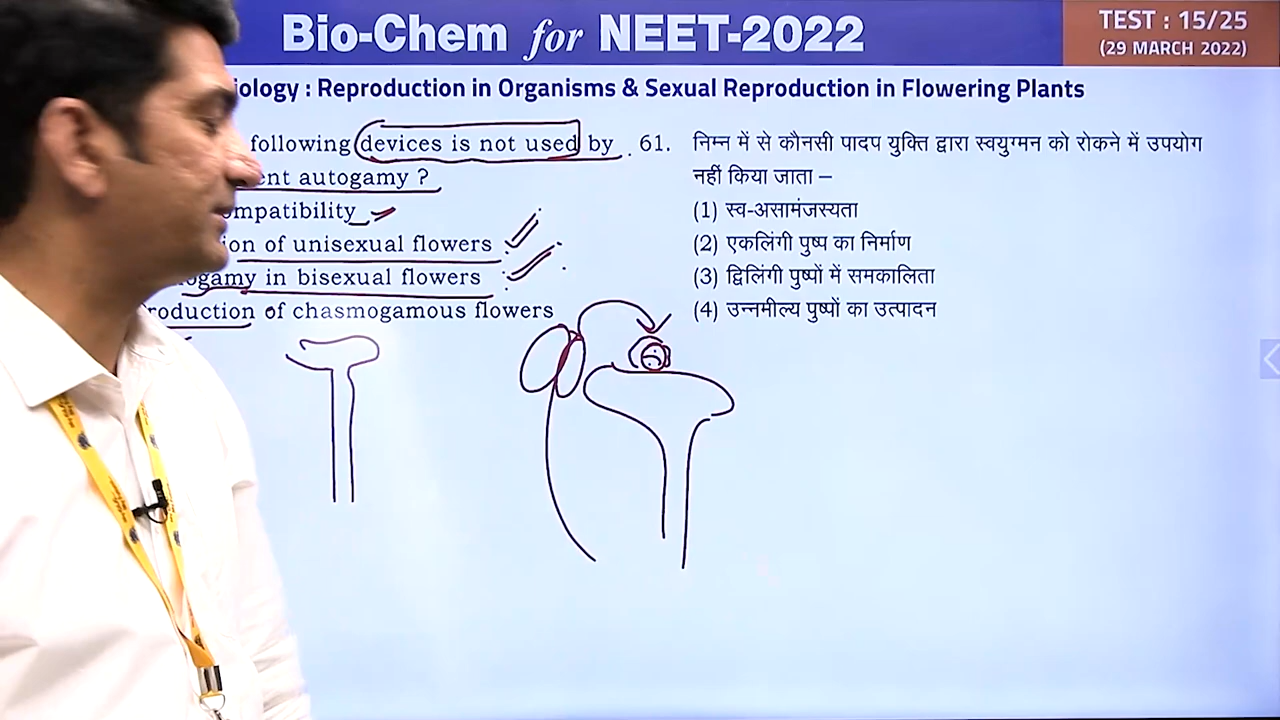 Bio-Chem for NEET-2022
TEST : 15/25
(29 MARCH 2022)
iology : Reproduction in Organisms & Sexual Reproduction in Flowering Plants
following devices is not used by
ent autogamy ?
ompatibility
ion of unisexual flowers
ogamy in bisexual flowers
roduction of chasmogamous flowers
61. निम्न में से कौनसी पादप युक्ति द्वारा स्वयुग्मन को रोकने में उपयोग
नहीं किया जाता –
(1) स्व-असामंजस्यता
(2) एकलिंगी पुष्प का निर्माण
(3) द्विलिंगी पुष्पों में समकालिता
(4) उन्नमील्य पुष्पों का उत्पादन